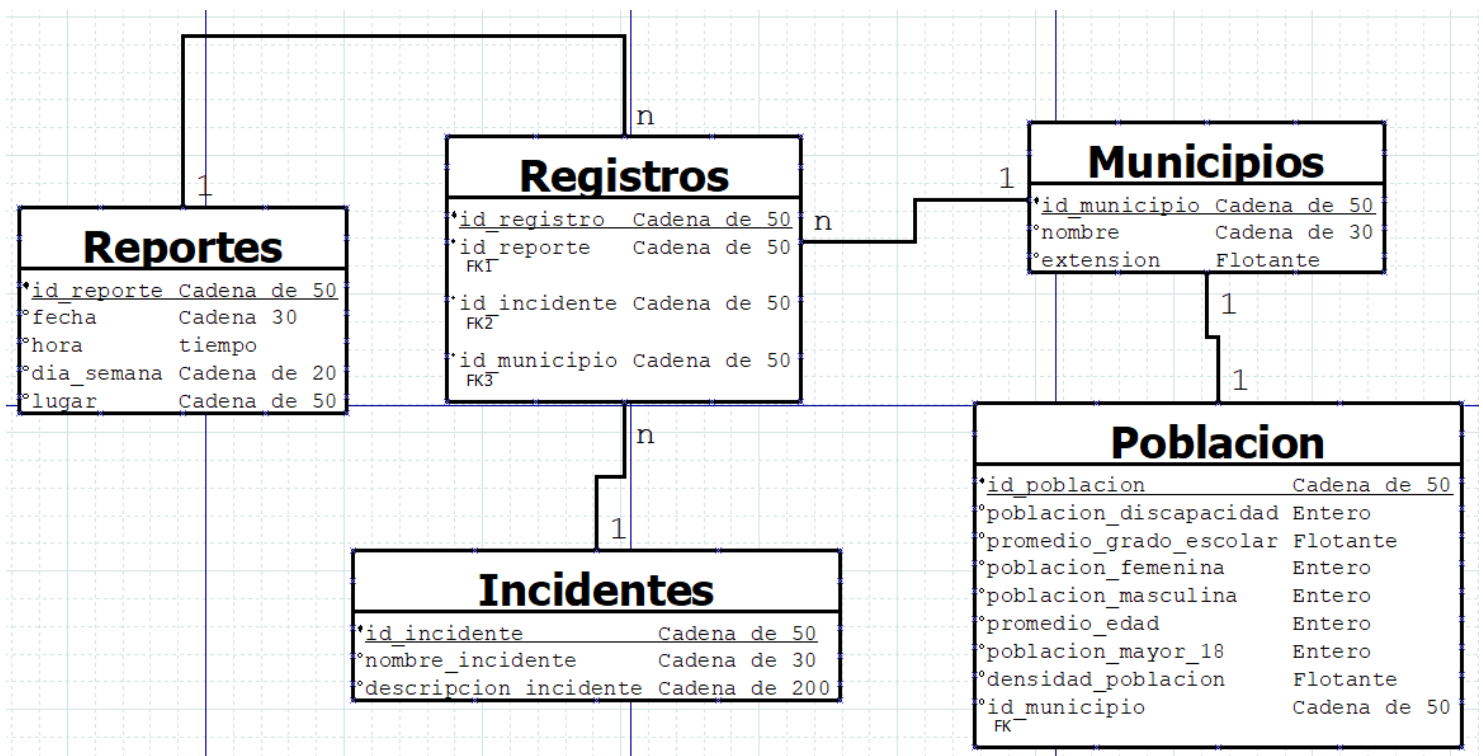 Reportes
id_reporte Cadena de 50
fecha Cadena 30
hora tiempo
dia_semana Cadena de 20
lugar Cadena de 50
1
n
Registros
id_registro Cadena de 50
id_reporte Cadena de 50
FK1
id_incidente Cadena de 50
FK2
id_municipio Cadena de 50
FK3
n
1
Municipios
id_municipio Cadena de 50
nombre Cadena de 30
extension Flotante
1
1
Poblacion
id_poblacion Cadena de 50
poblacion_discapacidad Entero
promedio_grado_escolar Flotante
poblacion_femenina Entero
poblacion_masculina Entero
promedio_edad Entero
poblacion_mayor_18 Entero
densidad_poblacion Flotante
id_municipio Cadena de 50
FK
n
1
Incidentes
id_incidente Cadena de 50
nombre_incidente Cadena de 30
descripcion_incidente Cadena de 200